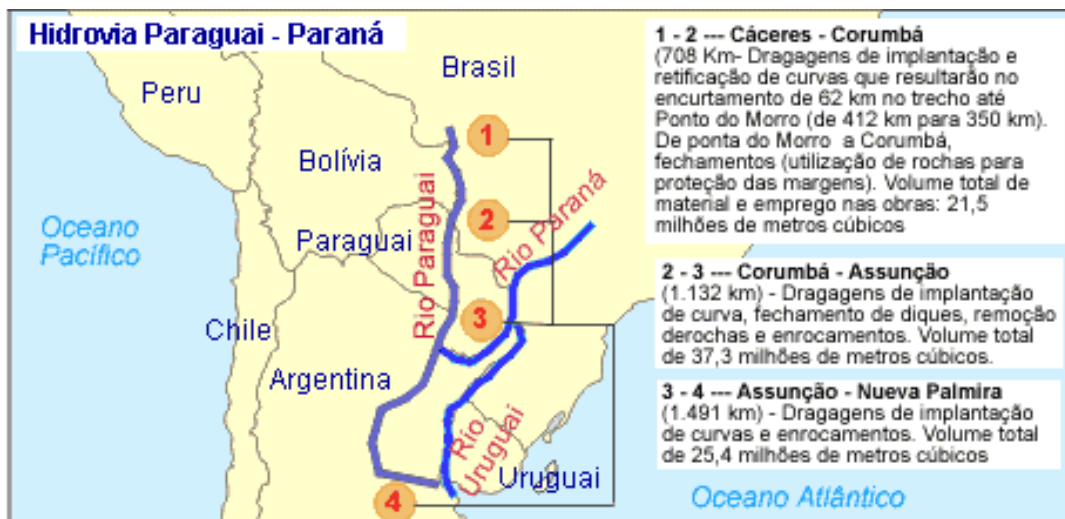 Hidrovia Paraguai - Paraná
Brasil
Peru
Bolívia
Paraguai
Rio Paraguai
Rio Paraná
Oceano
Pacífico
Chile
Argentina
Rio
Uruguai
Uruguai
Oceano Atlântico
1
2
3
4
1 - 2 --- Cáceres - Corumbá
(708 Km- Dragagens de implantação e
retificação de curvas que resultarão no
encurtamento de 62 km no trecho até
Ponto do Morro (de 412 km para 350 km).
De ponta do Morro a Corumbá,
fechamentos (utilização de rochas para
proteção das margens). Volume total de
material e emprego nas obras: 21,5
milhões de metros cúbicos
2 - 3 --- Corumbá - Assunção
(1.132 km) - Dragagens de implantação
de curva, fechamento de diques, remoção
derochas e enrocamentos. Volume total
de 37,3 milhões de metros cúbicos.
3 - 4 --- Assunção - Nueva Palmira
(1.491 km) - Dragagens de implantação
de curvas e enrocamentos. Volume total
de 25,4 milhões de metros cúbicos